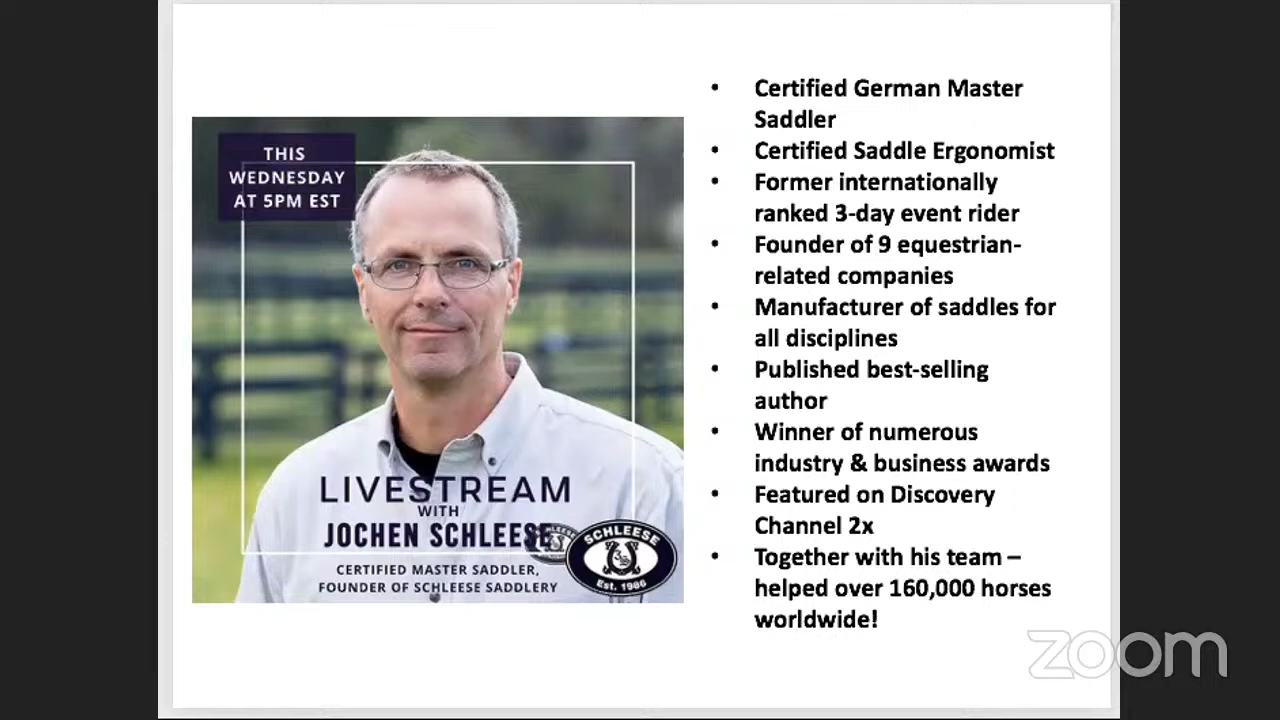 THIS
WEDNESDAY
AT 5PM EST
LIVESTREAM
WITH
JOCHEN SCHLEESE
CERTIFIED MASTER SADDLER,
FOUNDER OF SCHLEESE SADDLERY
SCHLEESE
SCHLEESE
Est. 1986
• Certified German Master
Saddler
• Certified Saddle Ergonomist
• Former internationally
ranked 3-day event rider
• Founder of 9 equestrian-
related companies
• Manufacturer of saddles for
all disciplines
• Published best-selling
author
• Winner of numerous
industry & business awards
• Featured on Discovery
Channel 2x
• Together with his team –
helped over 160,000 horses
worldwide!
zoom